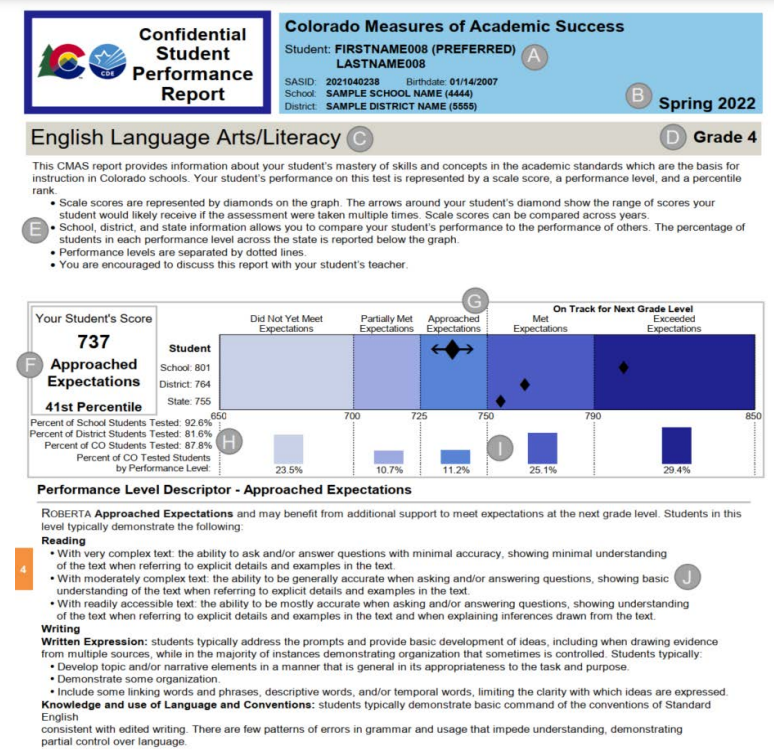 Confidential
Student
Performance
Report
CO
CDE
Colorado Measures of Academic Success
Student: FIRSTNAME008 (PREFERRED)
LASTNAME008
A
SASID: 2021040238 Birthdate: 01/14/2007
School: SAMPLE SCHOOL NAME (4444)
District: SAMPLE DISTRICT NAME (5555)
B
Spring 2022
English Language Arts/Literacy
C
D
Grade 4
This CMAS report provides information about your student's mastery of skills and concepts in the academic standards which are the basis for
instruction in Colorado schools. Your student's performance on this test is represented by a scale score, a performance level, and a percentile
rank.
• Scale scores are represented by diamonds on the graph. The arrows around your student's diamond show the range of scores your
student would likely receive if the assessment were taken multiple times. Scale scores can be compared across years.
E
• School, district, and state information allows you to compare your student's performance to the performance of others. The percentage of
students in each performance level across the state is reported below the graph.
• Performance levels are separated by dotted lines.
• You are encouraged to discuss this report with your student's teacher.
G
Your Student's Score
737
F
Approached
Expectations
41st Percentile
On Track for Next Grade Level
Did Not Yet Meet
Expectations
Partially Met
Expectations
Approached
Expectations
Met
Expectations
Exceeded
Expectations
Student
School: 801
District: 764
State: 755
650 700 725 750 790 850
Percent of School Students Tested: 92.6%
Percent of District Students Tested: 81.6%
Percent of CO Students Tested: 87.8%
Percent of CO Tested Students
by Performance Level:
H
I
23.5% 10.7% 11.2% 25.1% 29.4%
Performance Level Descriptor - Approached Expectations
ROBERTA Approached Expectations and may benefit from additional support to meet expectations at the next grade level. Students in this
level typically demonstrate the following:
Reading
• With very complex text: the ability to ask and/or answer questions with minimal accuracy, showing minimal understanding
of the text when referring to explicit details and examples in the text.
4
• With moderately complex text: the ability to be generally accurate when asking and/or answering questions, showing basic
understanding of the text when referring to explicit details and examples in the text.
J
• With readily accessible text: the ability to be mostly accurate when asking and/or answering questions, showing understanding
of the text when referring to explicit details and examples in the text and when explaining inferences drawn from the text.
Writing
Written Expression: students typically address the prompts and provide basic development of ideas, including when drawing evidence
from multiple sources, while in the majority of instances demonstrating organization that sometimes is controlled. Students typically:
• Develop topic and/or narrative elements in a manner that is general in its appropriateness to the task and purpose.
• Demonstrate some organization.
• Include some linking words and phrases, descriptive words, and/or temporal words, limiting the clarity with which ideas are expressed.
Knowledge and use of Language and Conventions: students typically demonstrate basic command of the conventions of Standard
English
consistent with edited writing. There are few patterns of errors in grammar and usage that impede understanding, demonstrating
partial control over language.